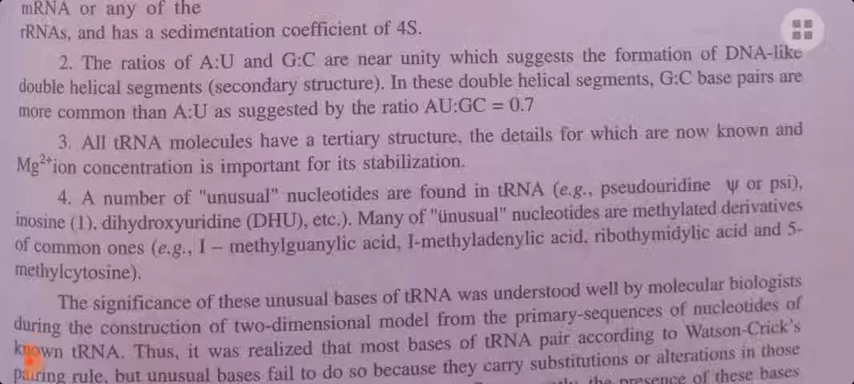 mRNA or any of the
rRNAs, and has a sedimentation coefficient of 4S.
2. The ratios of A:U and G:C are near unity which suggests the formation of DNA-like
double helical segments (secondary structure). In these double helical segments, G:C base pairs are
more common than A:U as suggested by the ratio AU:GC = 0.7
3. All tRNA molecules have a tertiary structure, the details for which are now known and
Mg²⁺ion concentration is important for its stabilization.
4. A number of "unusual" nucleotides are found in tRNA (e.g., pseudouridine ψ or psi),
inosine (1), dihydroxyuridine (DHU), etc.). Many of "unusual" nucleotides are methylated derivatives
of common ones (e.g., I – methylguanylic acid, I-methyladenylic acid, ribothymidylic acid and 5-
methylcytosine).
The significance of these unusual bases of tRNA was understood well by molecular biologists
during the construction of two-dimensional model from the primary-sequences of nucleotides of
known tRNA. Thus, it was realized that most bases of tRNA pair according to Watson-Crick's
pairing rule, but unusual bases fail to do so because they carry substitutions or alterations in those
the presence of these bases